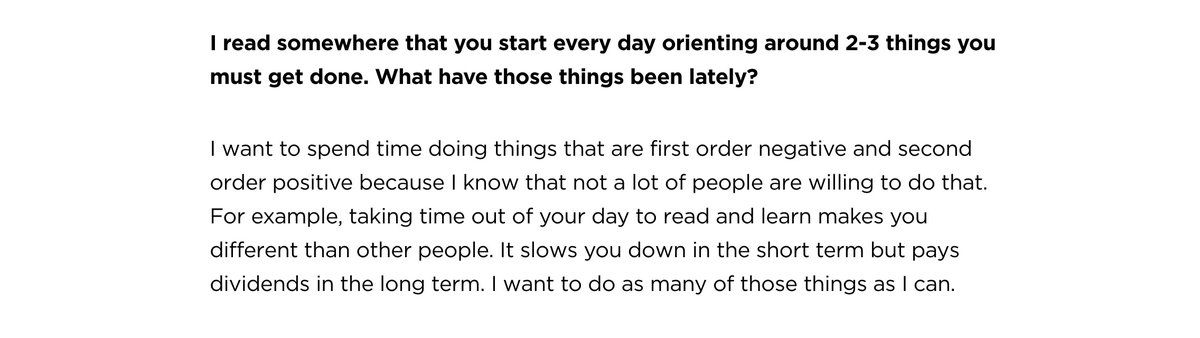 I read somewhere that you start every day orienting around 2-3 things you
must get done. What have those things been lately?
I want to spend time doing things that are first order negative and second
order positive because I know that not a lot of people are willing to do that.
For example, taking time out of your day to read and learn makes you
different than other people. It slows you down in the short term but pays
dividends in the long term. I want to do as many of those things as I can.